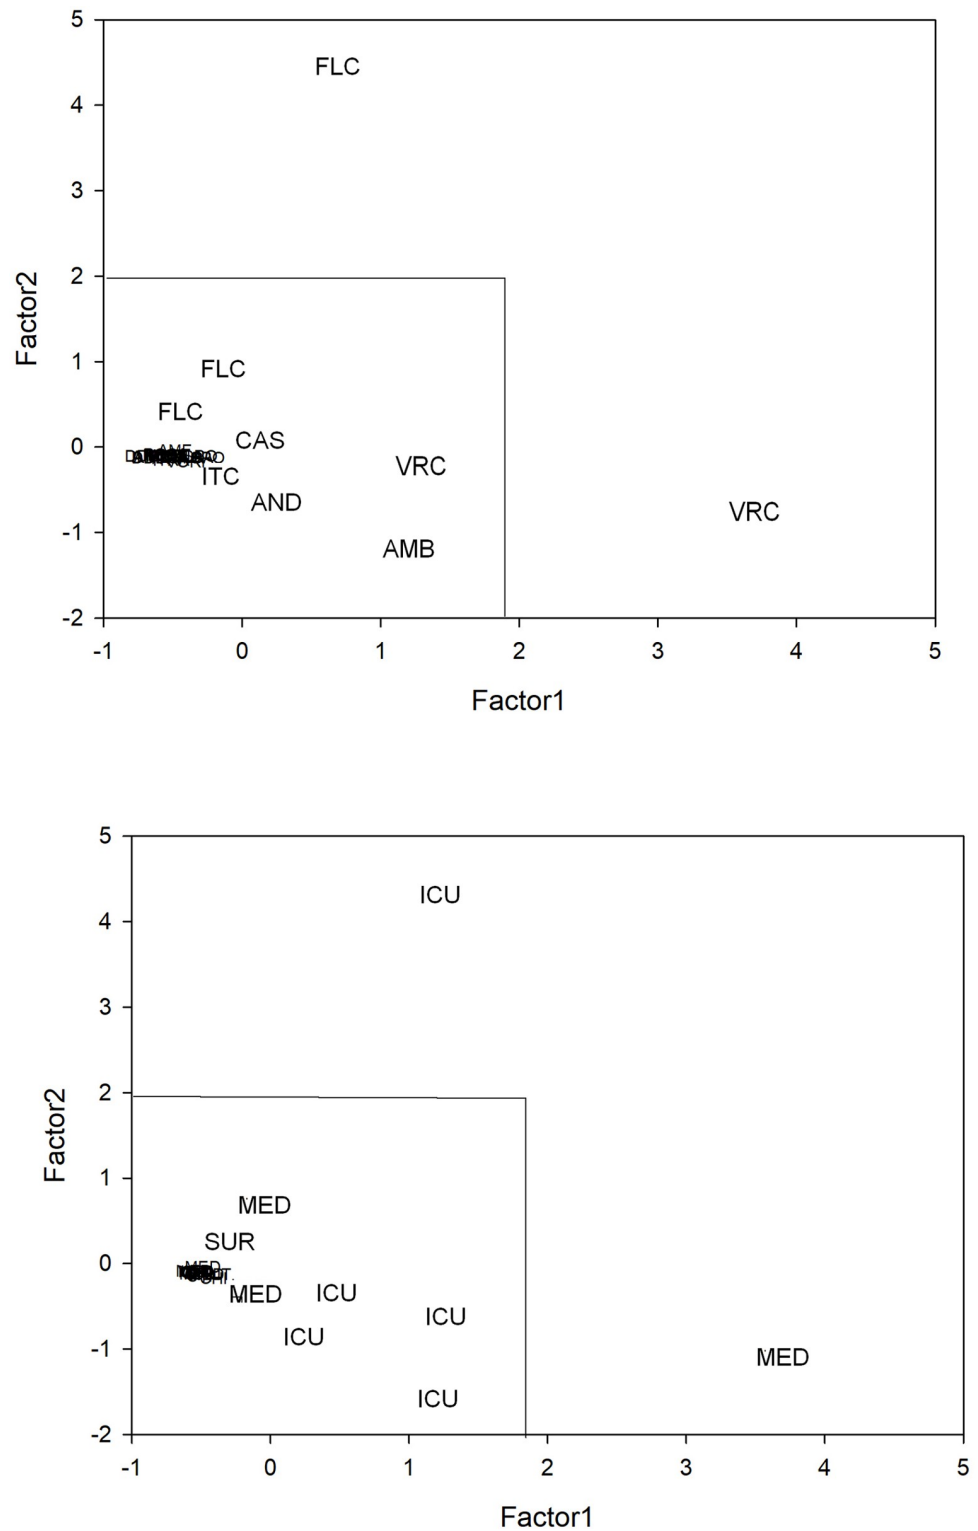 5
FLC
4
3
2
Factor2
1
FLC
FLC
CAS
0
AME
VRC
ITC
AND
VRC
-1
AMB
-2
-1 0 1 2 3 4 5
Factor1
5
ICU
4
3
2
Factor2
1
MED
SUR
0
MED
MED
ICU
ICU
ICU
-1
MED
ICU
-2
-1 0 1 2 3 4 5
Factor1